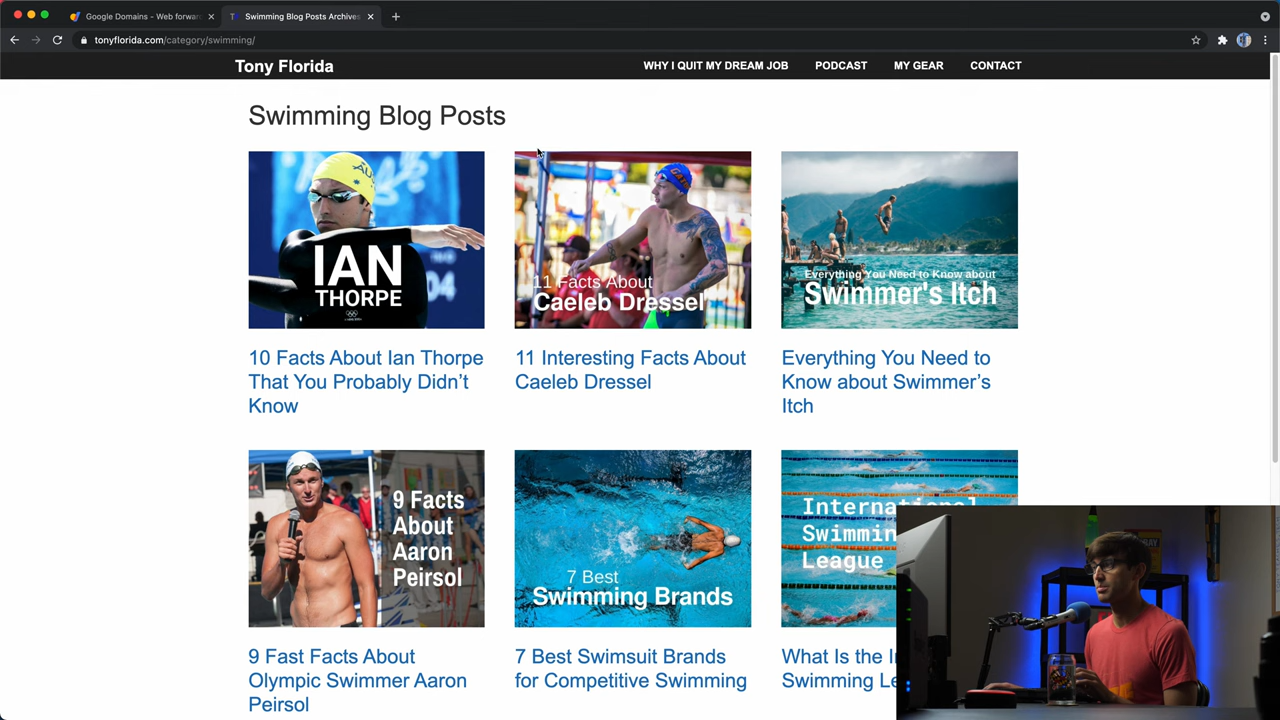 Google Domains - Web forwar
Swimming Blog Posts Archives
tonyflorida.com/category/swimming/
Tony Florida
WHY I QUIT MY DREAM JOB
PODCAST
MY GEAR
CONTACT
Swimming Blog Posts
IAN
THORPE
11 Facts About
Caeleb Dressel
Everything You Need to Know about
Swimmer's Itch
10 Facts About Ian Thorpe
That You Probably Didn’t
Know
11 Interesting Facts About
Caeleb Dressel
Everything You Need to
Know about Swimmer’s
Itch
9 Facts
About
Aaron
Peirsol
7 Best
Swimming Brands
International
Swimmin
League
9 Fast Facts About
Olympic Swimmer Aaron
Peirsol
7 Best Swimsuit Brands
for Competitive Swimming
What Is the I
Swimming Le